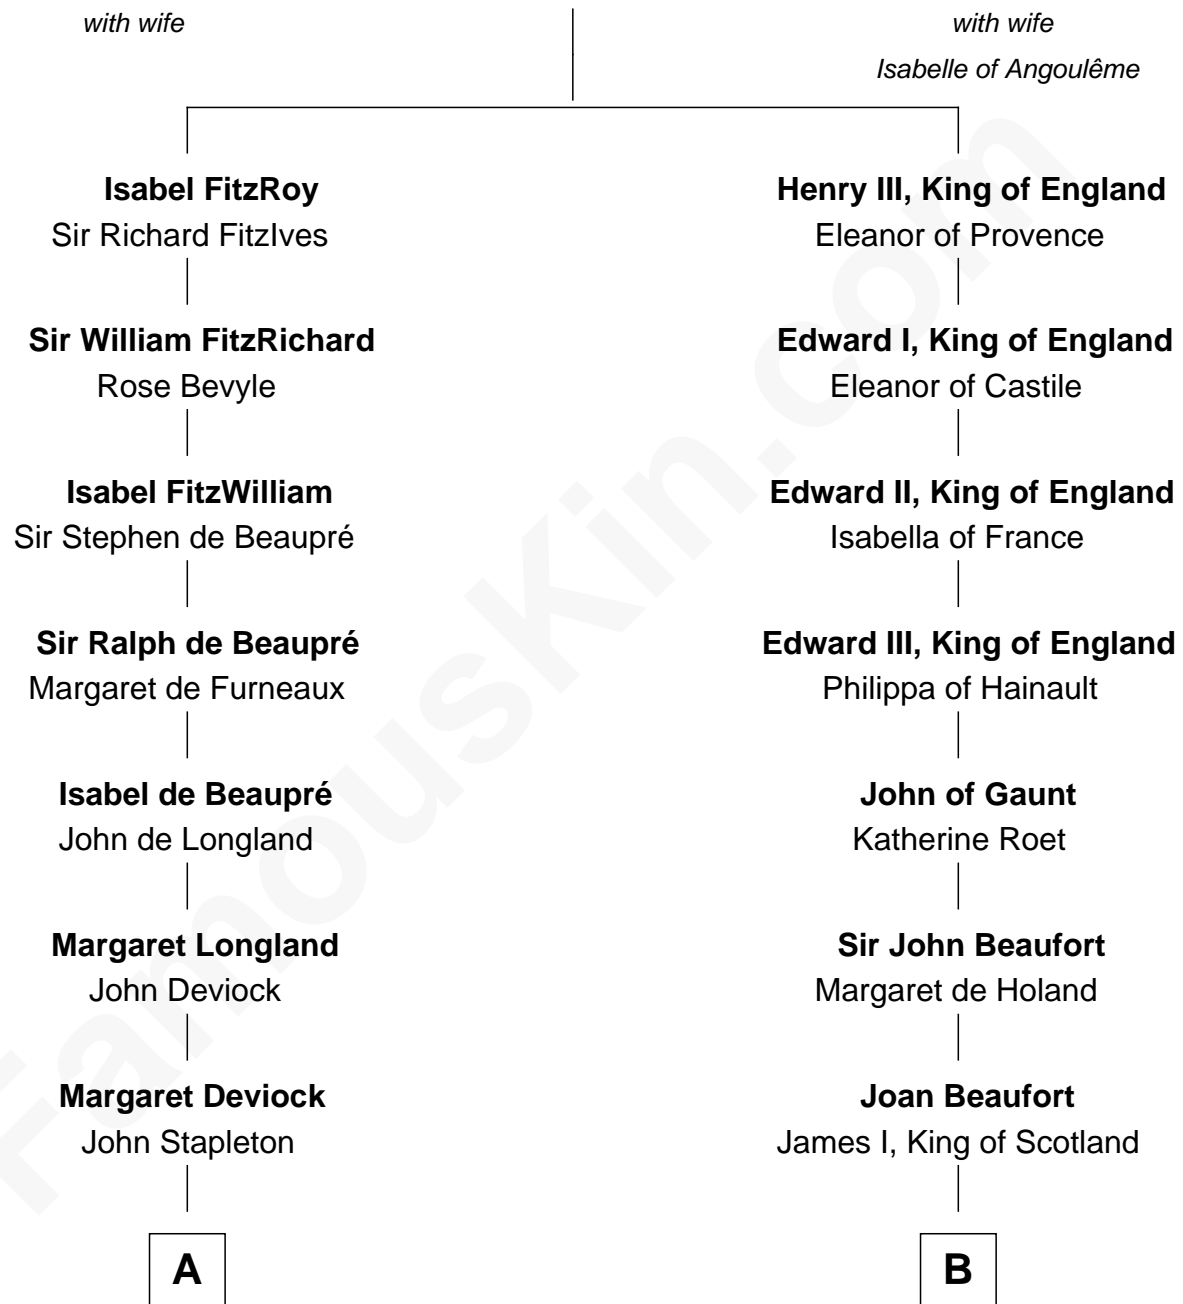 with wife
with wife
Isabelle of Angoulême
Isabel FitzRoy
Sir Richard FitzIves
Henry III, King of England
Eleanor of Provence
Sir William FitzRichard
Rose Bevyle
Edward I, King of England
Eleanor of Castile
Isabel FitzWilliam
Sir Stephen de Beaupré
Edward II, King of England
Isabella of France
Sir Ralph de Beaupré
Margaret de Furneaux
Edward III, King of England
Philippa of Hainault
Isabel de Beaupré
John de Longland
John of Gaunt
Katherine Roet
Margaret Longland
John Deviock
Sir John Beaufort
Margaret de Holand
Margaret Deviock
John Stapleton
Joan Beaufort
James I, King of Scotland
A
B
FamousKin.com